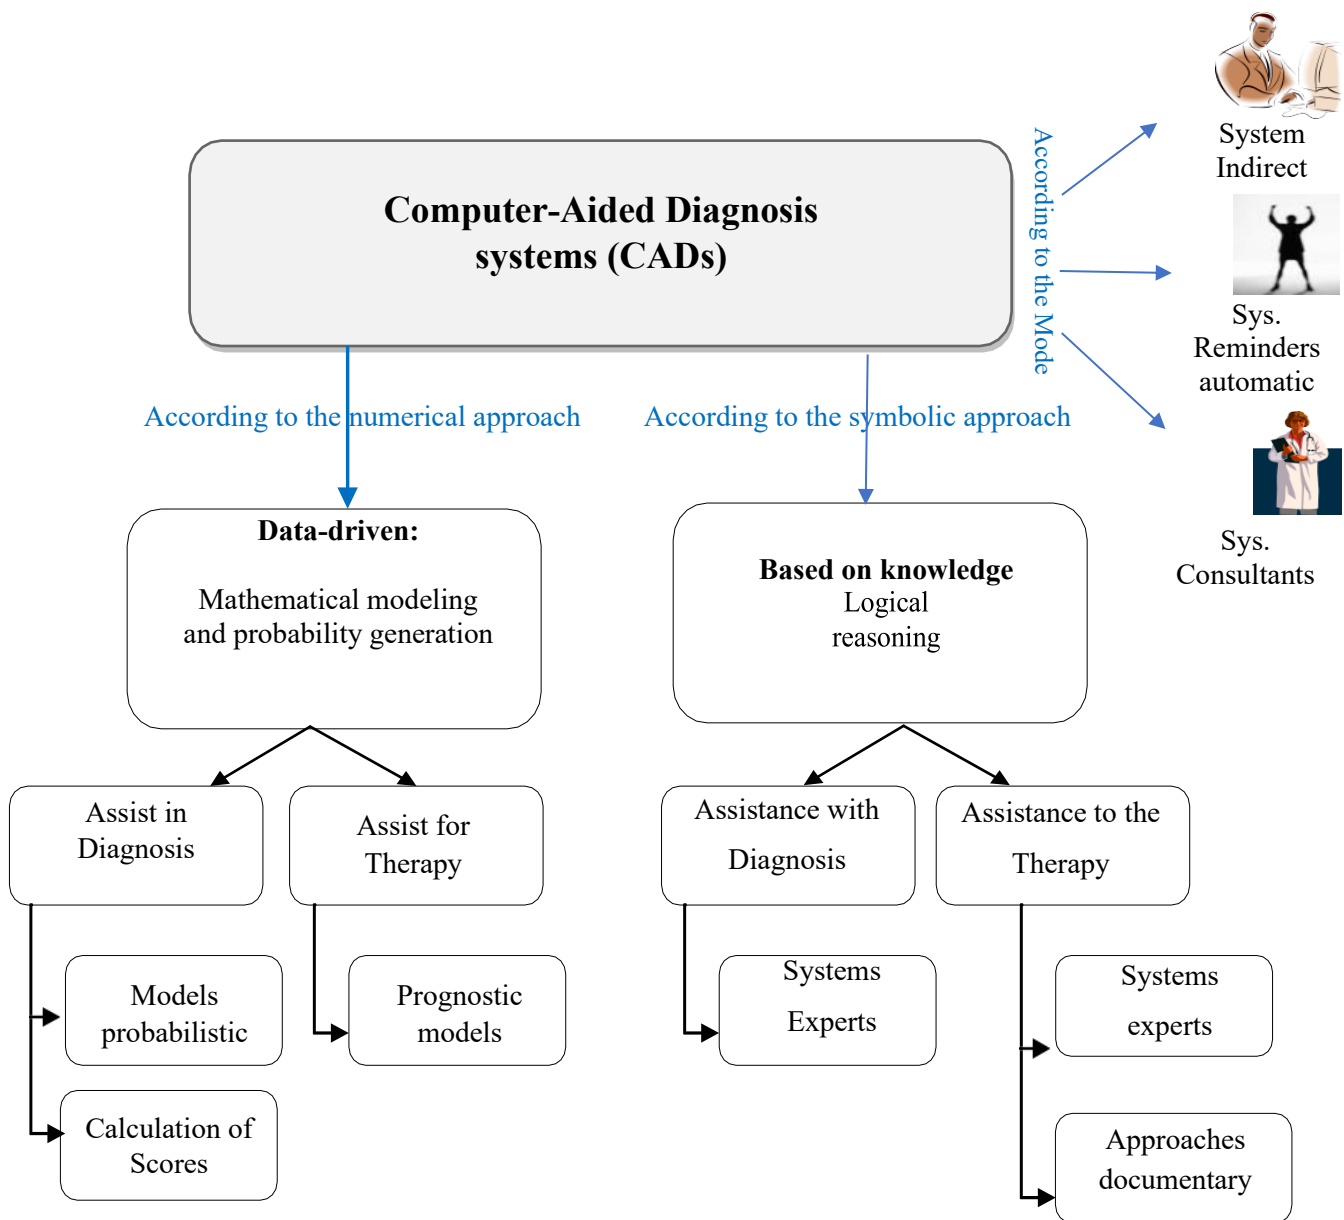 Computer-Aided Diagnosis
systems (CADs)
According to the Mode
System
Indirect
Sys.
Reminders
automatic
Sys.
Consultants
According to the numerical approach
According to the symbolic approach
Data-driven:
Mathematical modeling
and probability generation
Based on knowledge
Logical
reasoning
Assist in
Diagnosis
Assist for
Therapy
Assistance with
Diagnosis
Assistance to the
Therapy
Models
probabilistic
Prognostic
models
Systems
Experts
Systems
experts
Calculation of
Scores
Approaches
documentary